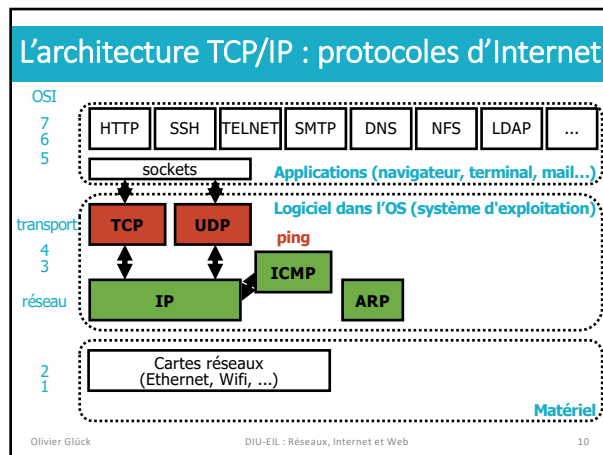 L'architecture TCP/IP : protocoles d'Internet
OSI
7
6
5
HTTP
SSH
TELNET
SMTP
DNS
NFS
LDAP
...
sockets
Applications (navigateur, terminal, mail...)
Logiciel dans l'OS (système d'exploitation)
transport
4
3
réseau
TCP
UDP
ping
ICMP
IP
ARP
2
1
Cartes réseaux
(Ethernet, Wifi, ...)
Matériel
Olivier Glück
DIU-EIL : Réseaux, Internet et Web
10